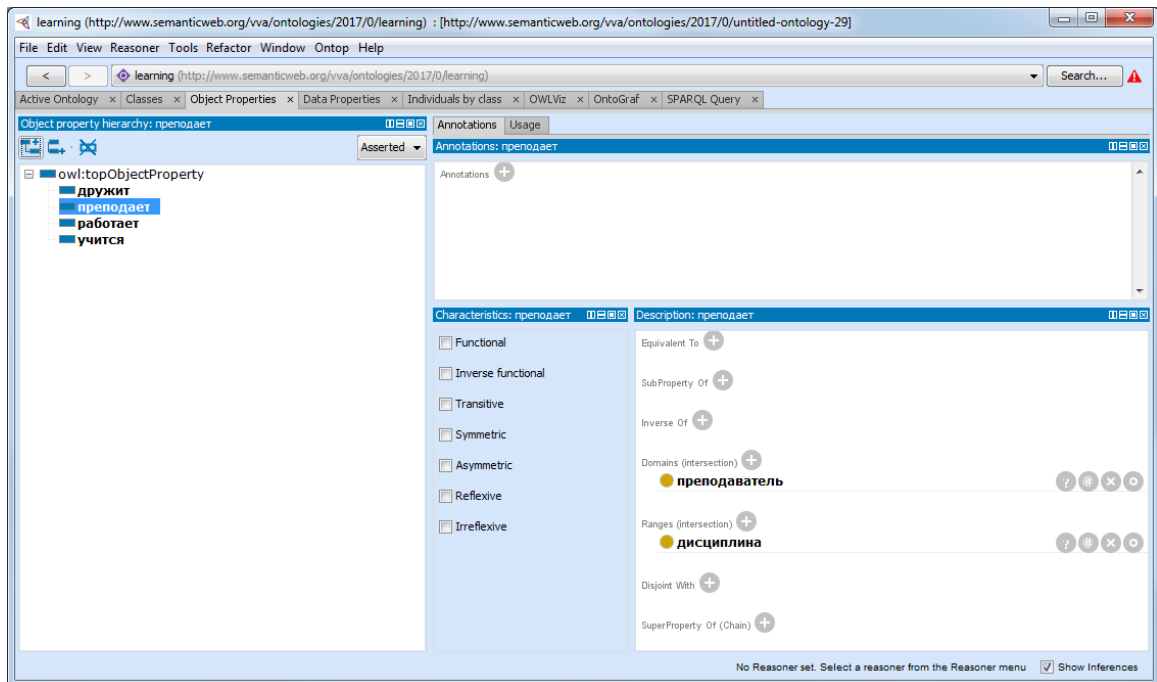 learning (http://www.semanticweb.org/vva/ontologies/2017/0/learning) : [http://www.semanticweb.org/vva/ontologies/2017/0/untitled-ontology-29]
File Edit View Reasoner Tools Refactor Window Ontop Help
< > learning (http://www.semanticweb.org/vva/ontologies/2017/0/learning) Search...
Active Ontology × Classes × Object Properties × Data Properties × Individuals by class × OWLViz × OntoGraf × SPARQL Query ×
Object property hierarchy: преподает
Asserted
owl:topObjectProperty
дружит
преподает
работает
учится
Annotations Usage
Annotations: преподает
Annotations
Characteristics: преподает
Functional
Inverse functional
Transitive
Symmetric
Asymmetric
Reflexive
Irreflexive
Description: преподает
Equivalent To
SubProperty Of
Inverse Of
Domains (intersection)
преподаватель
Ranges (intersection)
дисциплина
Disjoint With
SuperProperty Of (Chain)
No Reasoner set. Select a reasoner from the Reasoner menu Show Inferences